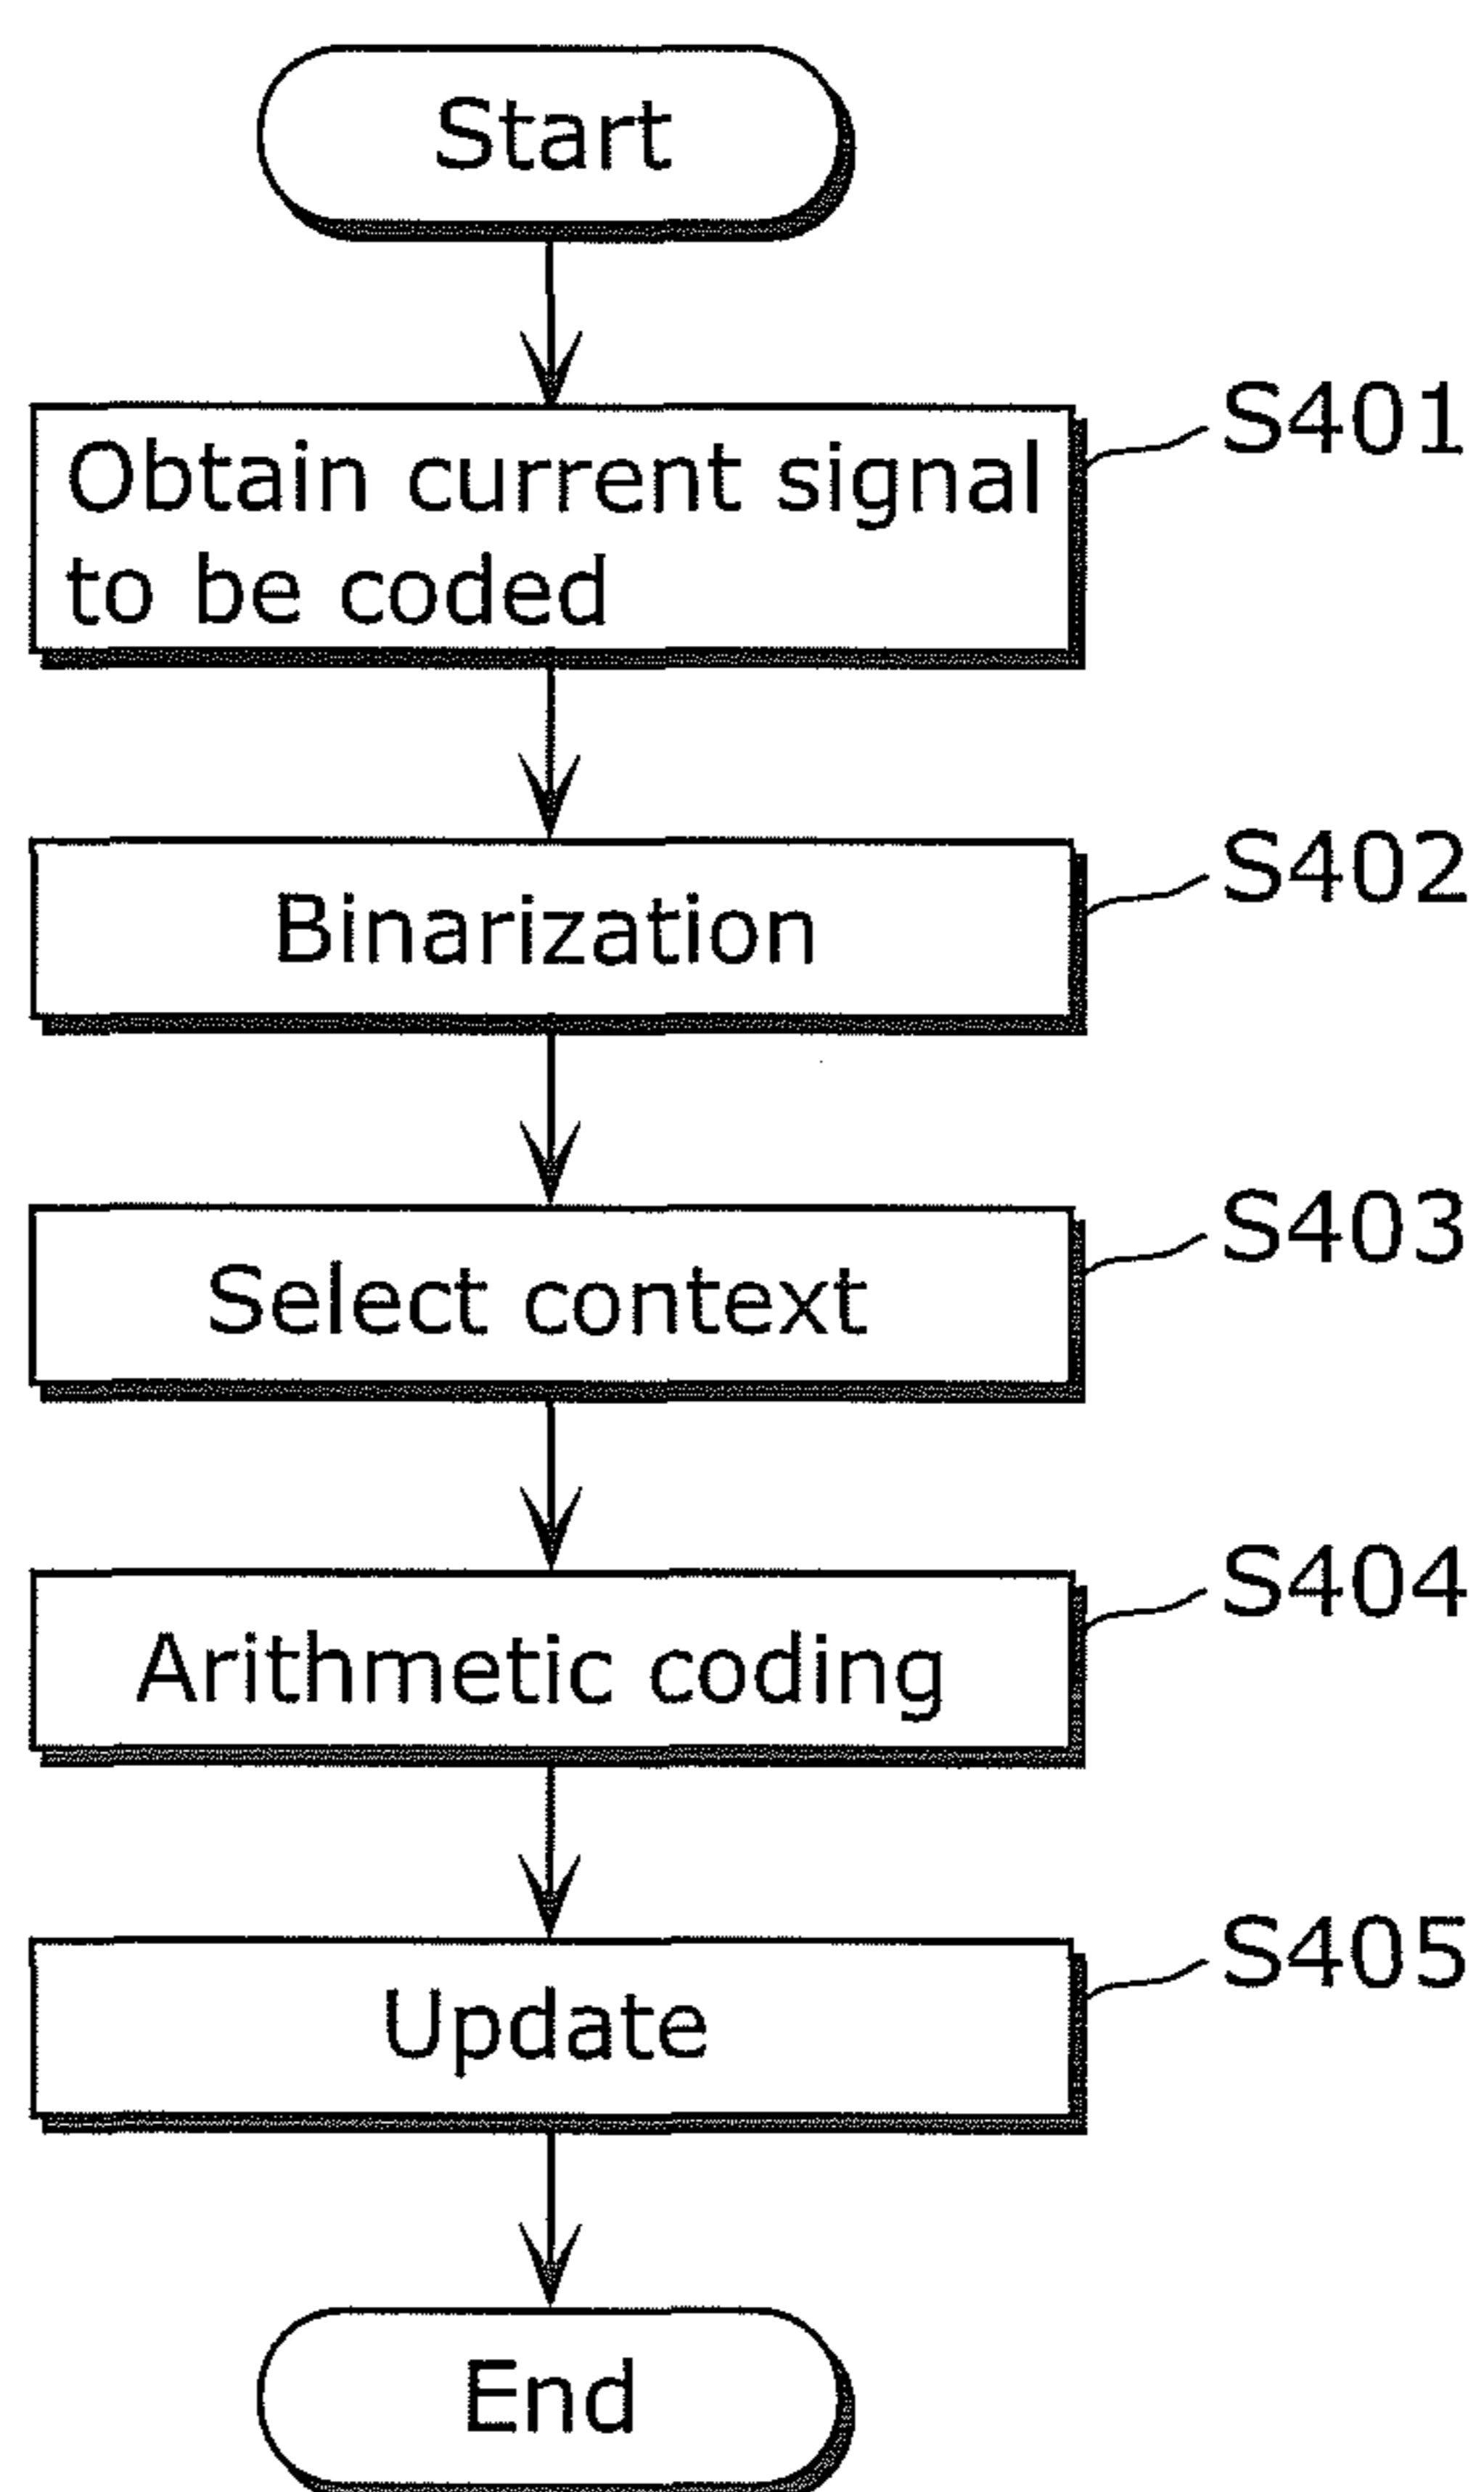 Start
S401
Obtain current signal
to be coded
S402
Binarization
S403
Select context
S404
Arithmetic coding
S405
Update
End